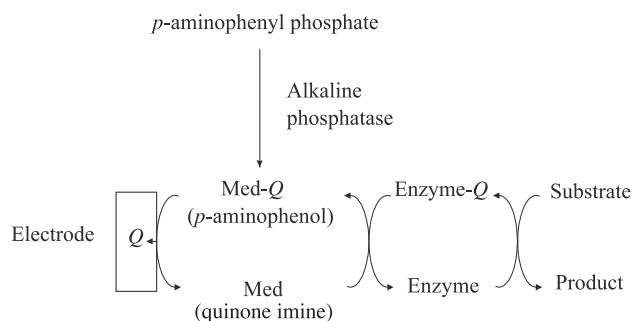 p-aminophenyl phosphate
Alkaline
phosphatase
Med-Q
(p-aminophenol)
Enzyme-Q
Substrate
Electrode
Q
Med
(quinone imine)
Enzyme
Product